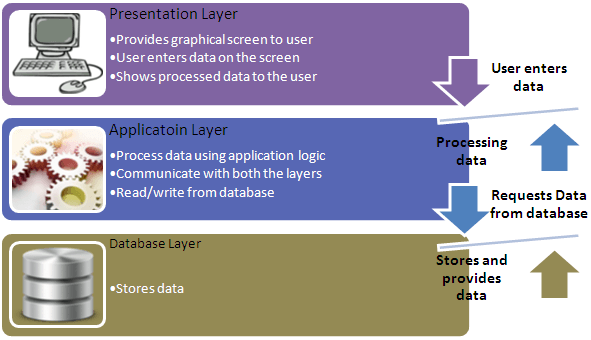 Presentation Layer
•Provides graphical screen to user
•User enters data on the screen
•Shows processed data to the user
User enters
data
Applicatoin Layer
•Process data using application logic
•Communicate with both the layers
•Read/write from database
Processing
data
Requests Data
from database
Database Layer
•Stores data
Stores and
provides
data